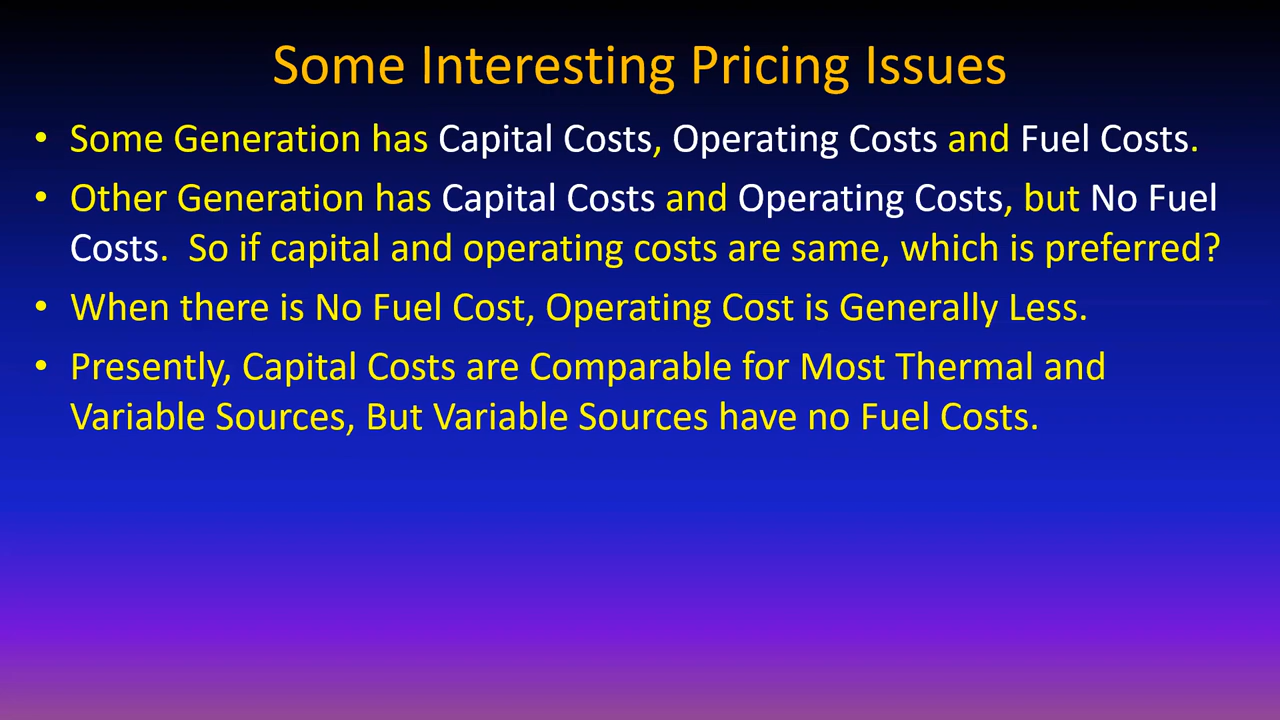 Some Interesting Pricing Issues
• Some Generation has Capital Costs, Operating Costs and Fuel Costs.
• Other Generation has Capital Costs and Operating Costs, but No Fuel
Costs.  So if capital and operating costs are same, which is preferred?
• When there is No Fuel Cost, Operating Cost is Generally Less.
• Presently, Capital Costs are Comparable for Most Thermal and
Variable Sources, But Variable Sources have no Fuel Costs.